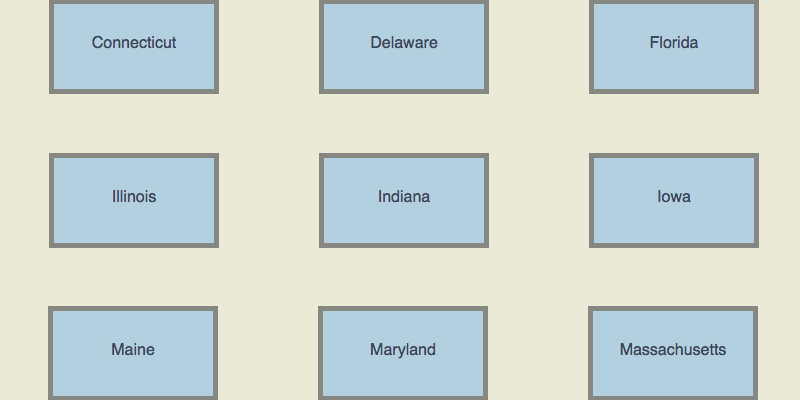 Connecticut
Delaware
Florida
Illinois
Indiana
Iowa
Maine
Maryland
Massachusetts